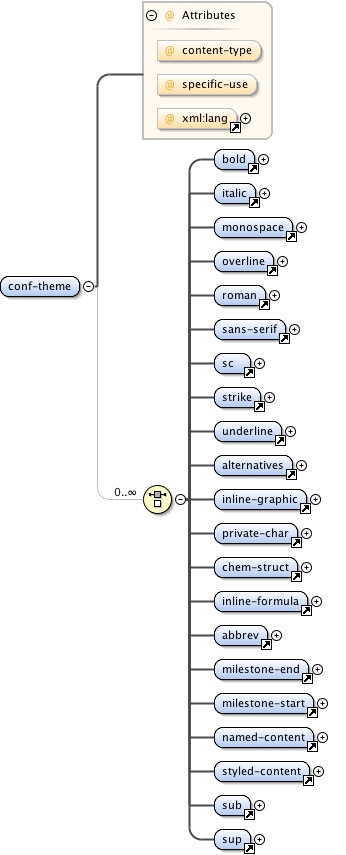 @ Attributes
@ content-type
@ specific-use
@ xml:lang
bold
italic
monospace
overline
roman
conf-theme
sans-serif
sc
strike
underline
alternatives
0..∞
inline-graphic
private-char
chem-struct
inline-formula
abbrev
milestone-end
milestone-start
named-content
styled-content
sub
sup